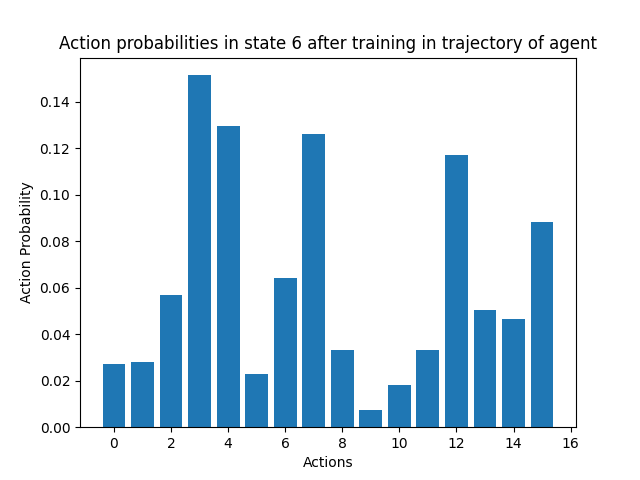 Action probabilities in state 6 after training in trajectory of agent
0.14
0.12
0.10
0.08
0.06
0.04
0.02
0.00
Action Probability
0 2 4 6 8 10 12 14 16
Actions